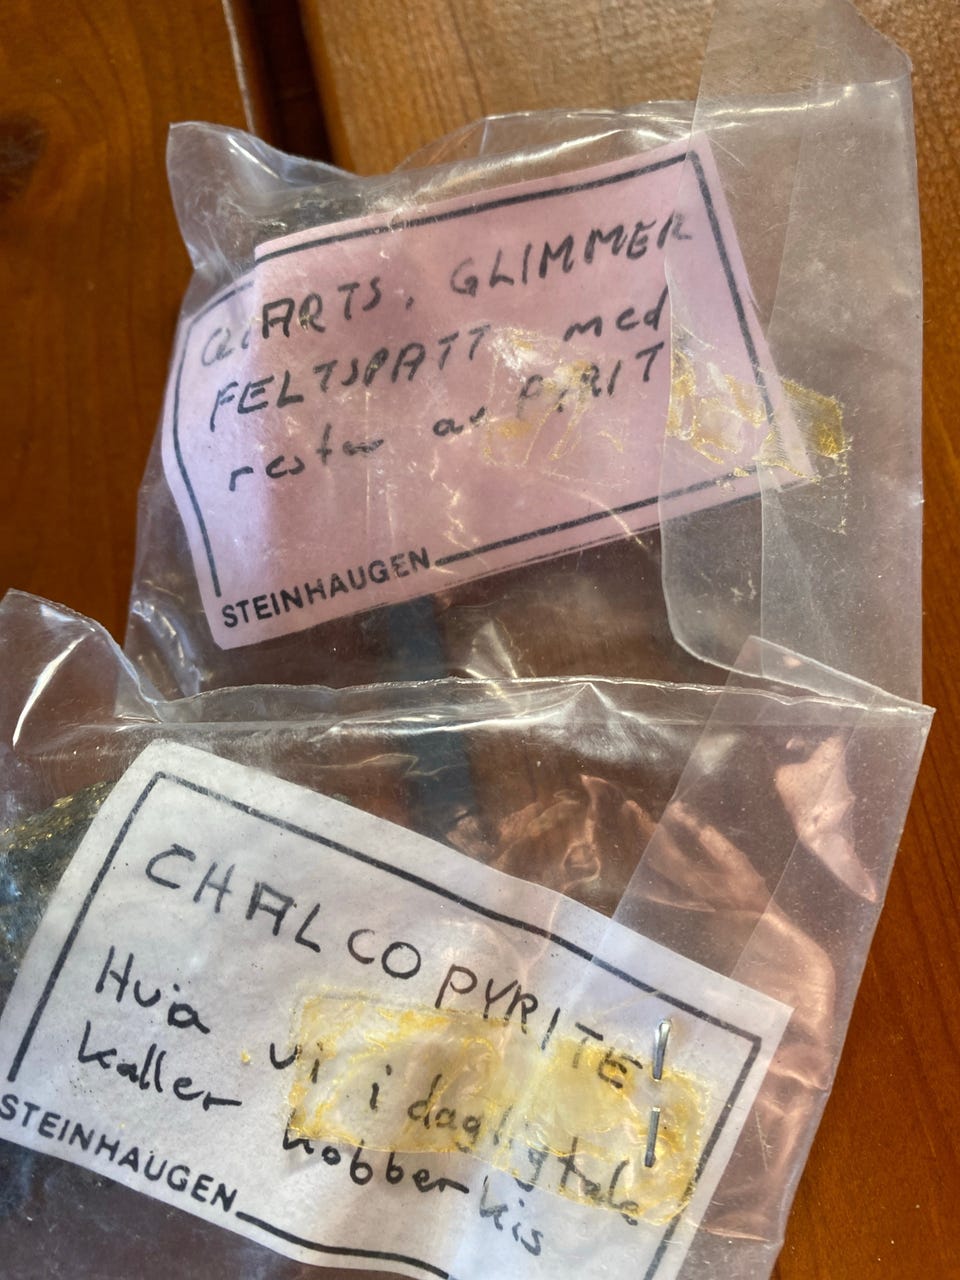 QUARTS, GLIMMER
FELTSPATT med
rester av PYRIT
STEINHAUGEN
CHALCOPYRITE
Hva vi i dagligtale
kaller kobberkis
STEINHAUGEN